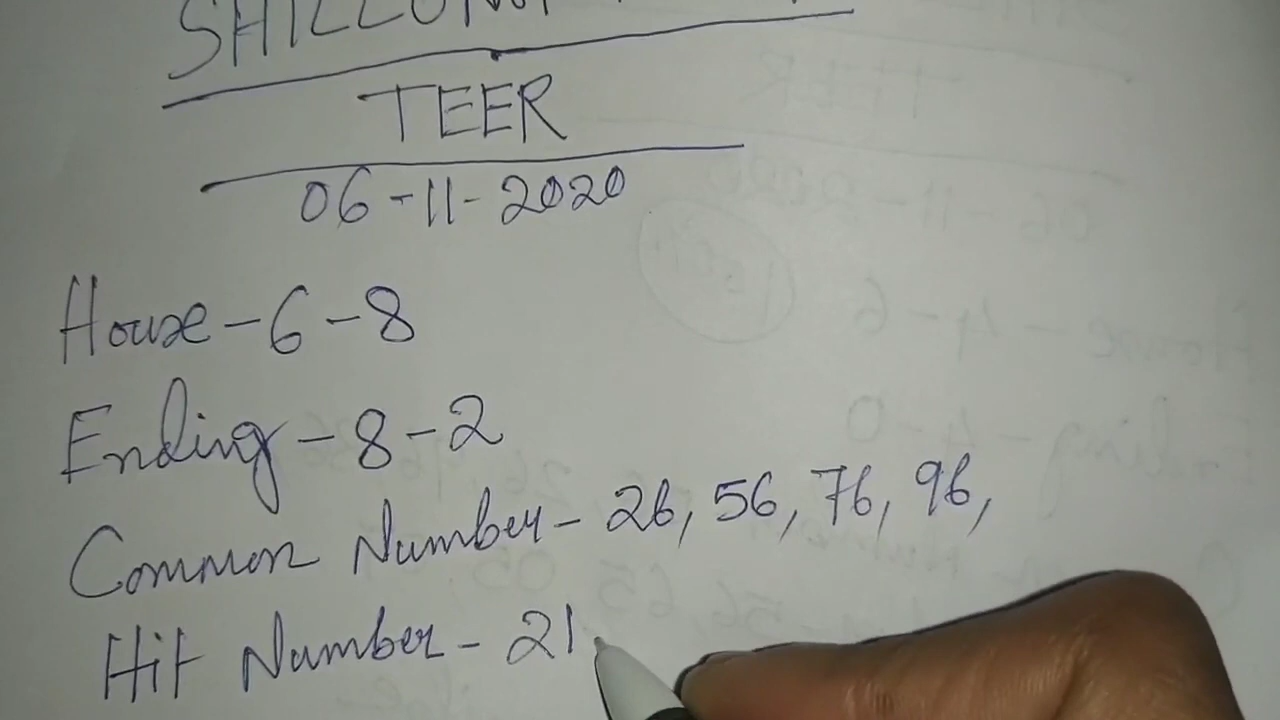 SHILLONG
TEER
06-11-2020
House-6-8
Ending-8-2
Common Number-26, 56, 76, 96,
Hit Number-21